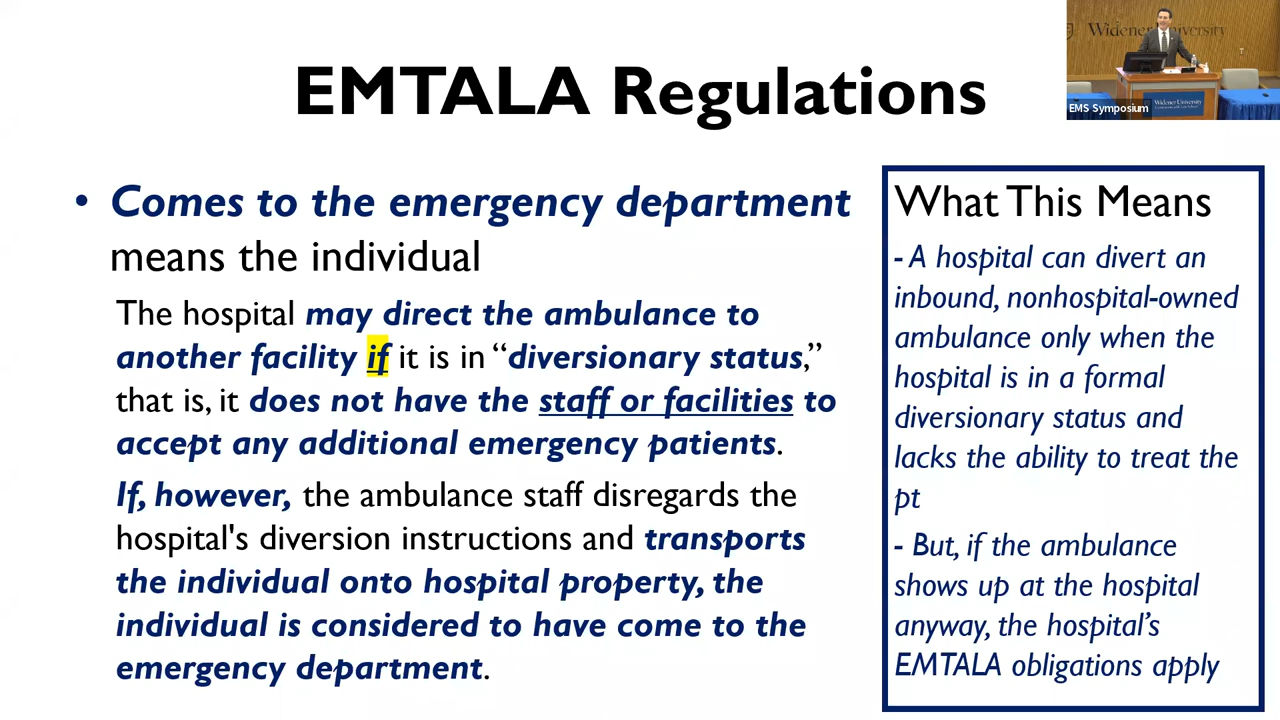 EMTALA Regulations
Widener University
Widener University
EMS Symposium
• Comes to the emergency department
means the individual
The hospital may direct the ambulance to
another facility if it is in “diversionary status,”
that is, it does not have the staff or facilities to
accept any additional emergency patients.
If, however, the ambulance staff disregards the
hospital's diversion instructions and transports
the individual onto hospital property, the
individual is considered to have come to the
emergency department.
What This Means
- A hospital can divert an
inbound, nonhospital-owned
ambulance only when the
hospital is in a formal
diversionary status and
lacks the ability to treat the
pt
- But, if the ambulance
shows up at the hospital
anyway, the hospital’s
EMTALA obligations apply